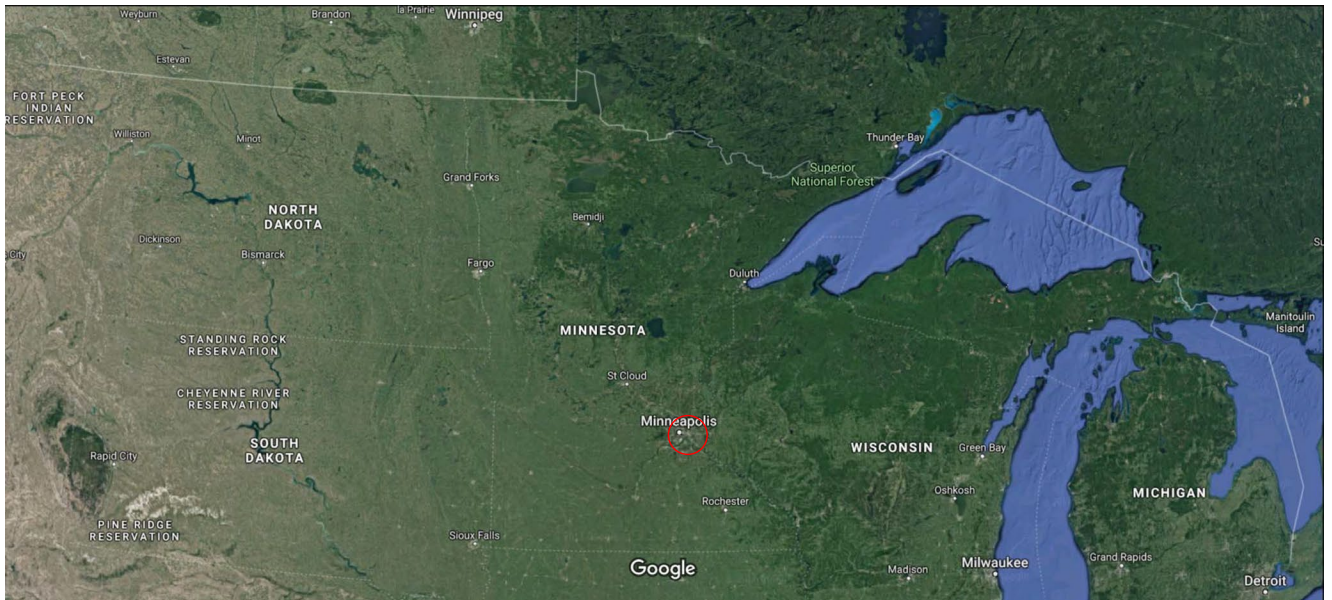 Weyburn
Brandon
la Prairie
Winnipeg
Estevan
FORT PECK
INDIAN
RESERVATION
Williston
Minot
Thunder Bay
Superior
National Forest
Grand Forks
NORTH
DAKOTA
Bemidji
Dickinson
Bismarck
City
Fargo
Duluth
Manitoulin
Island
MINNESOTA
STANDING ROCK
RESERVATION
St Cloud
CHEYENNE RIVER
RESERVATION
Minneapolis
SOUTH
DAKOTA
Rapid City
WISCONSIN
Green Bay
Oshkosh
MICHIGAN
Rochester
PINE RIDGE
RESERVATION
Sioux Falls
Google
Madison
Milwaukee
Grand Rapids
Detroit